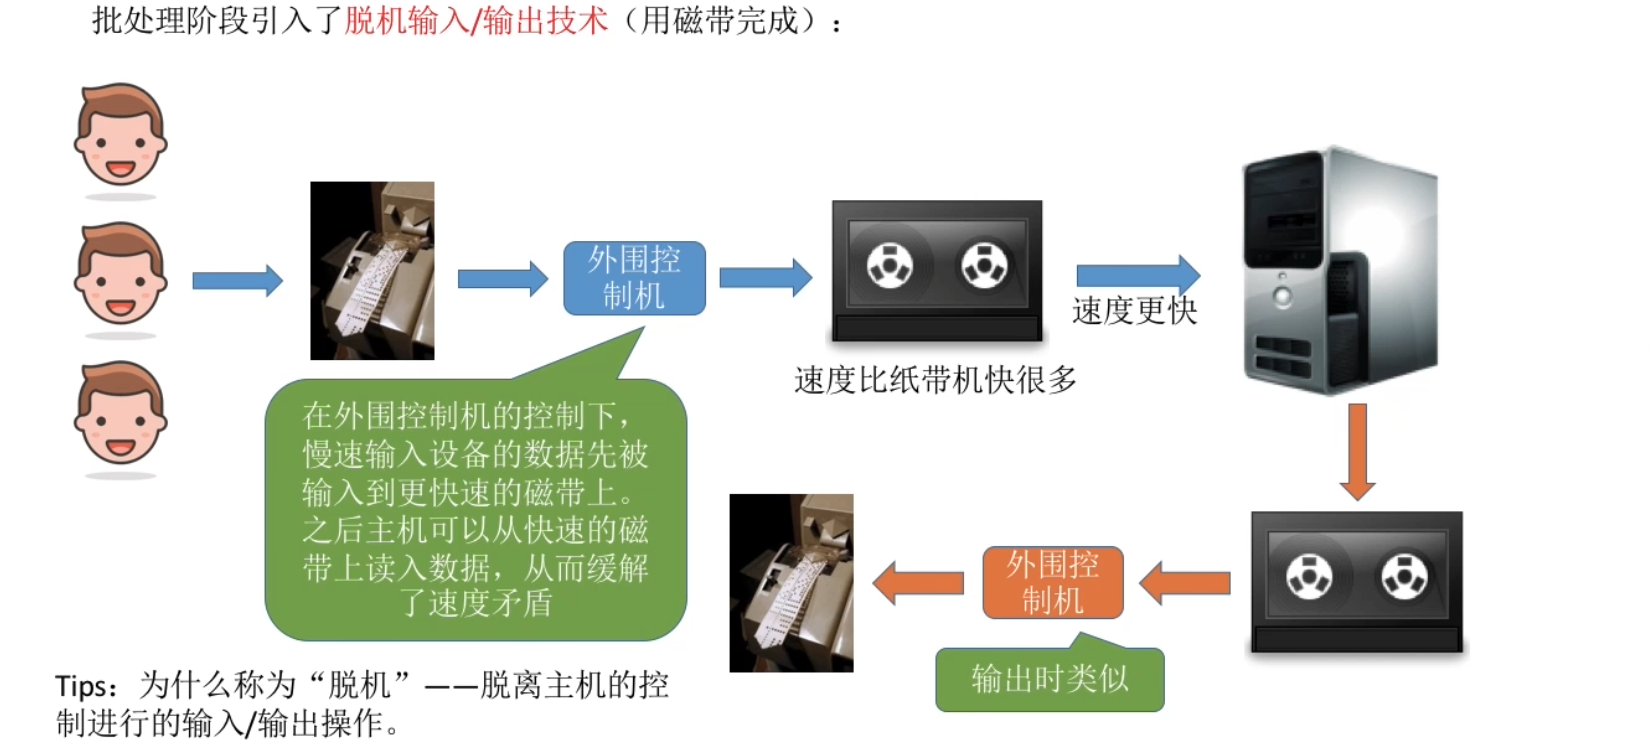 批处理阶段引入了脱机输入/输出技术（用磁带完成）：
外围控
制机
速度更快
速度比纸带机快很多
在外围控制机的控制下，
慢速输入设备的数据先被
输入到更快速的磁带上。
之后主机可以从快速的磁
带上读入数据，从而缓解
了速度矛盾
外围控
制机
输出时类似
Tips：为什么称为“脱机”——脱离主机的控
制进行的输入/输出操作。